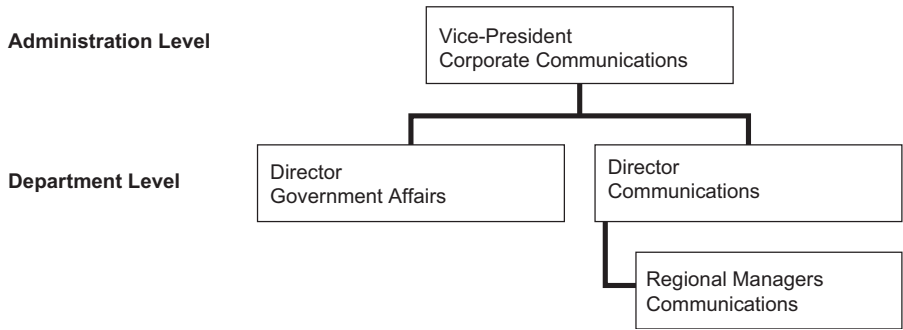 Administration Level
Vice-President
Corporate Communications
Department Level
Director
Government Affairs
Director
Communications
Regional Managers
Communications